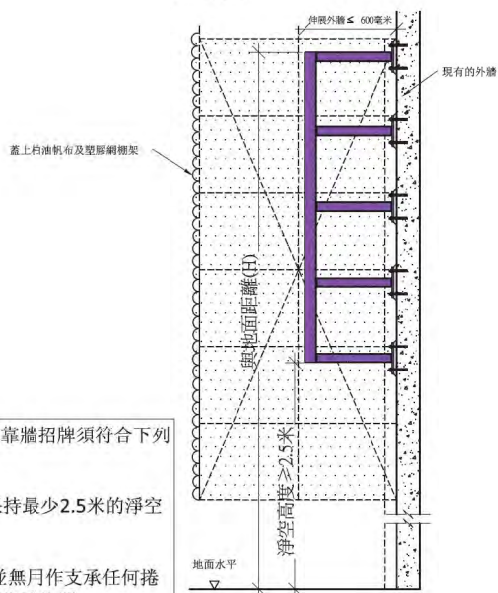 伸展外牆≤ 600毫米
現有的外牆
蓋上柏油帆布及塑膠網棚架
與地面距離(H)
淨空高度≥2.5米
靠牆招牌須符合下列
持最少2.5米的淨空
並無月作支承任何捲
地面水平